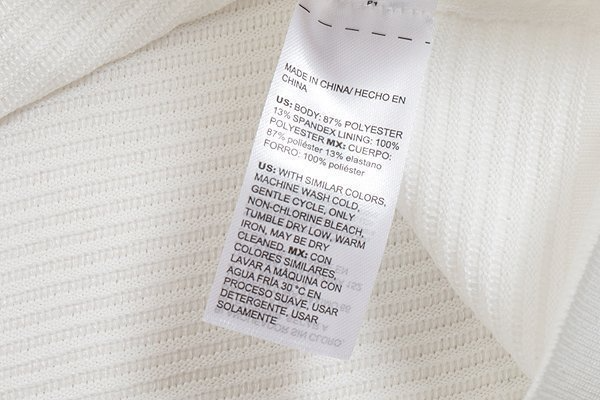 P1
MADE IN CHINA/ HECHO EN
CHINA
US: BODY: 87% POLYESTER
13% SPANDEX LINING: 100%
POLYESTER MX: CUERPO:
87% poliéster 13% elastano
FORRO: 100% poliéster
US: WITH SIMILAR COLORS,
MACHINE WASH COLD,
GENTLE CYCLE, ONLY
NON-CHLORINE BLEACH,
TUMBLE DRY LOW, WARM
IRON, MAY BE DRY
CLEANED. MX: CON
COLORES SIMILARES,
LAVAR A MÁQUINA CON
AGUA FRÍA 30 °C EN
PROCESO SUAVE, USAR
DETERGENTE, USAR
SOLAMENTE
SIN CLORO